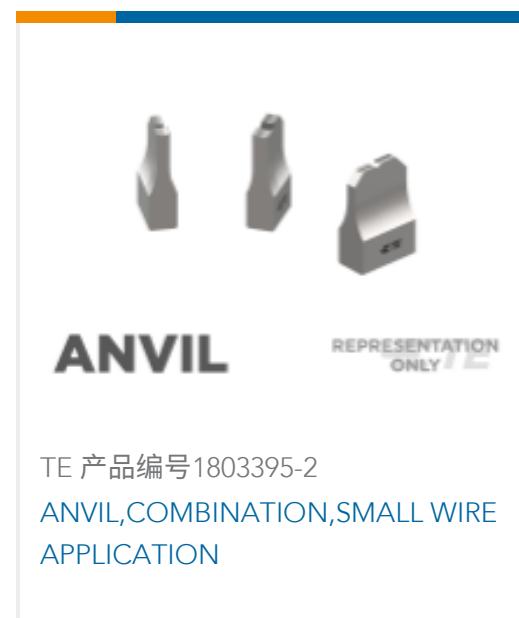 ANVIL
REPRESENTATION
ONLY TE
TE 产品编号1803395-2
ANVIL,COMBINATION,SMALL WIRE
APPLICATION